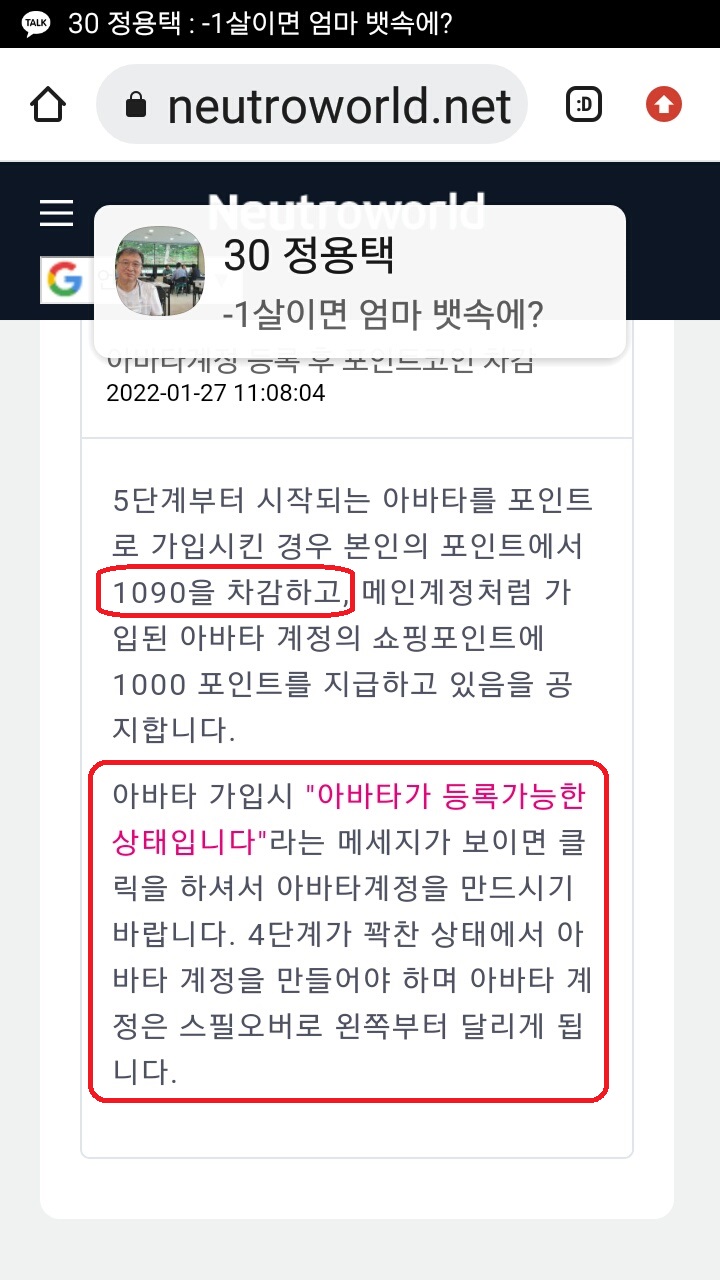 30 정용택 : -1살이면 엄마 뱃속에?
neutroworld.net
:D
Neutroworld
30 정용택
-1살이면 엄마 뱃속에?
아바타계정 등록 후 포인트코인 차감
2022-01-27 11:08:04
5단계부터 시작되는 아바타를 포인트
로 가입시킨 경우 본인의 포인트에서
1090을 차감하고, 메인계정처럼 가
입된 아바타 계정의 쇼핑포인트에
1000 포인트를 지급하고 있음을 공
지합니다.
아바타 가입시 "아바타가 등록가능한
상태입니다"라는 메세지가 보이면 클
릭을 하셔서 아바타계정을 만드시기
바랍니다. 4단계가 꽉찬 상태에서 아
바타 계정을 만들어야 하며 아바타 계
정은 스필오버로 왼쪽부터 달리게 됩
니다.